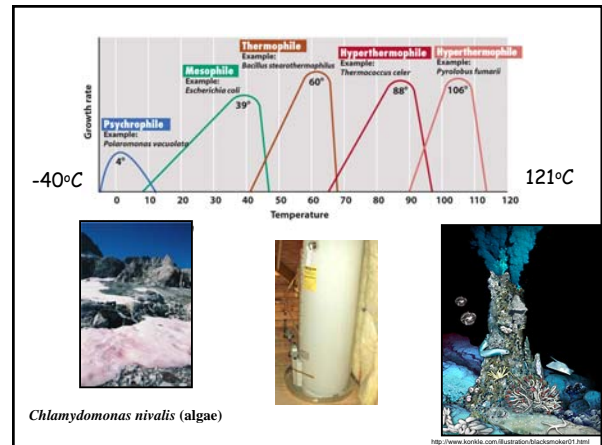 Thermophile
Example:
Bacillus stearothermophilus
60°
Hyperthermophile
Example:
Thermococcus celer
88°
Hyperthermophile
Example:
Pyrolobus fumarii
106°
Mesophile
Example:
Escherichia coli
39°
Psychrophile
Example:
Polaromonas vacuolata
4°
Growth rate
-40°C
121°C
0 10 20 30 40 50 60 70 80 90 100 110 120
Temperature
Chlamydomonas nivalis (algae)
http://www.konkle.com/illustration/blacksmoker01.html